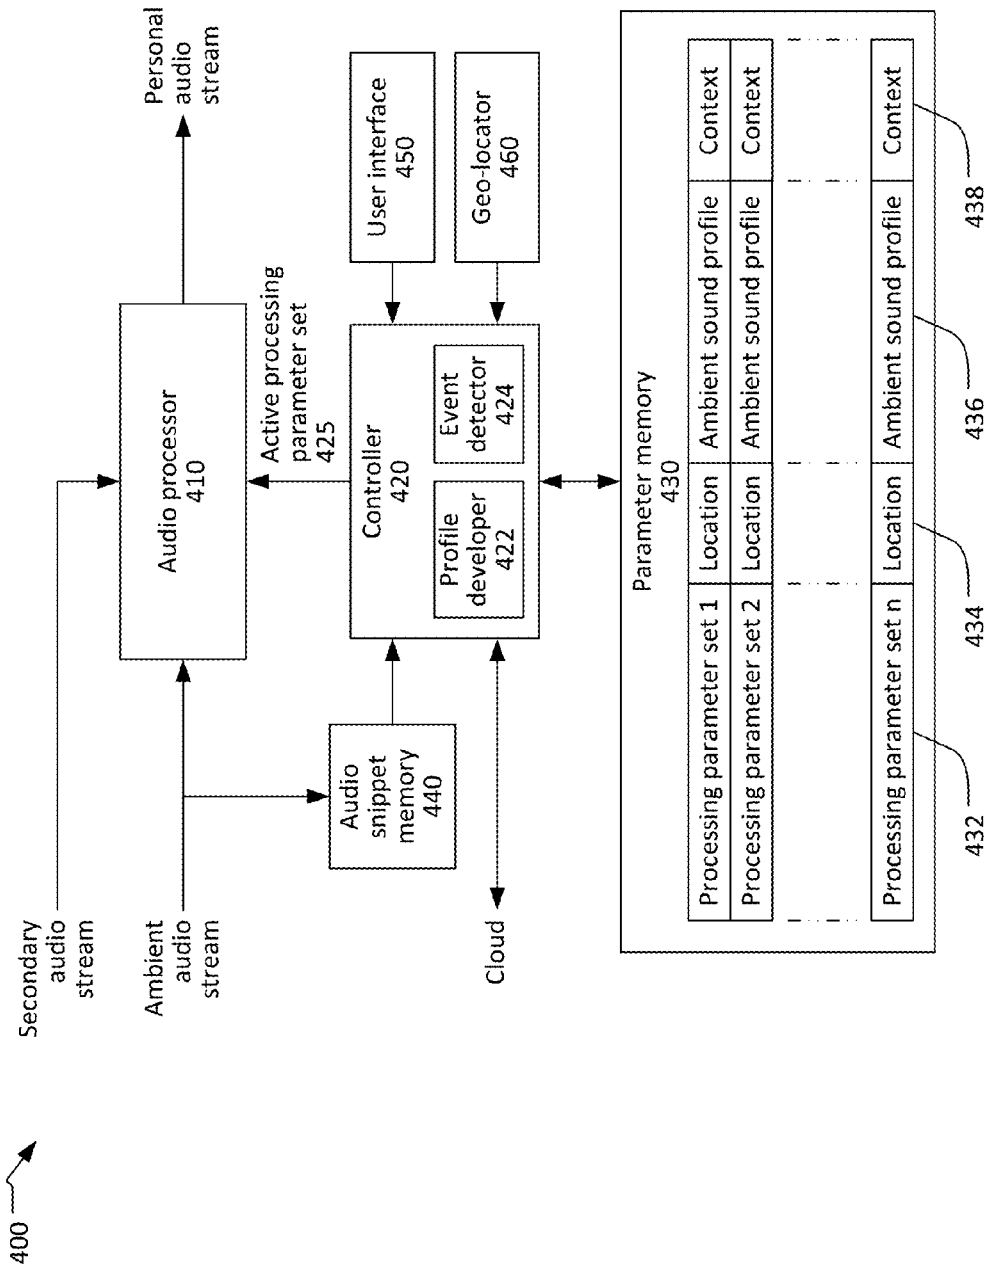 400
Secondary
audio
stream
Ambient
audio
stream
Audio processor
410
Personal
audio
stream
Active processing
parameter set
425
Audio
snippet
memory
440
Cloud
Controller
420
Profile
developer
422
Event
detector
424
User interface
450
Geo-locator
460
Parameter memory
430
Processing parameter set 1 Location Ambient sound profile Context
Processing parameter set 2 Location Ambient sound profile Context
Processing parameter set n Location Ambient sound profile Context
432 434 436 438